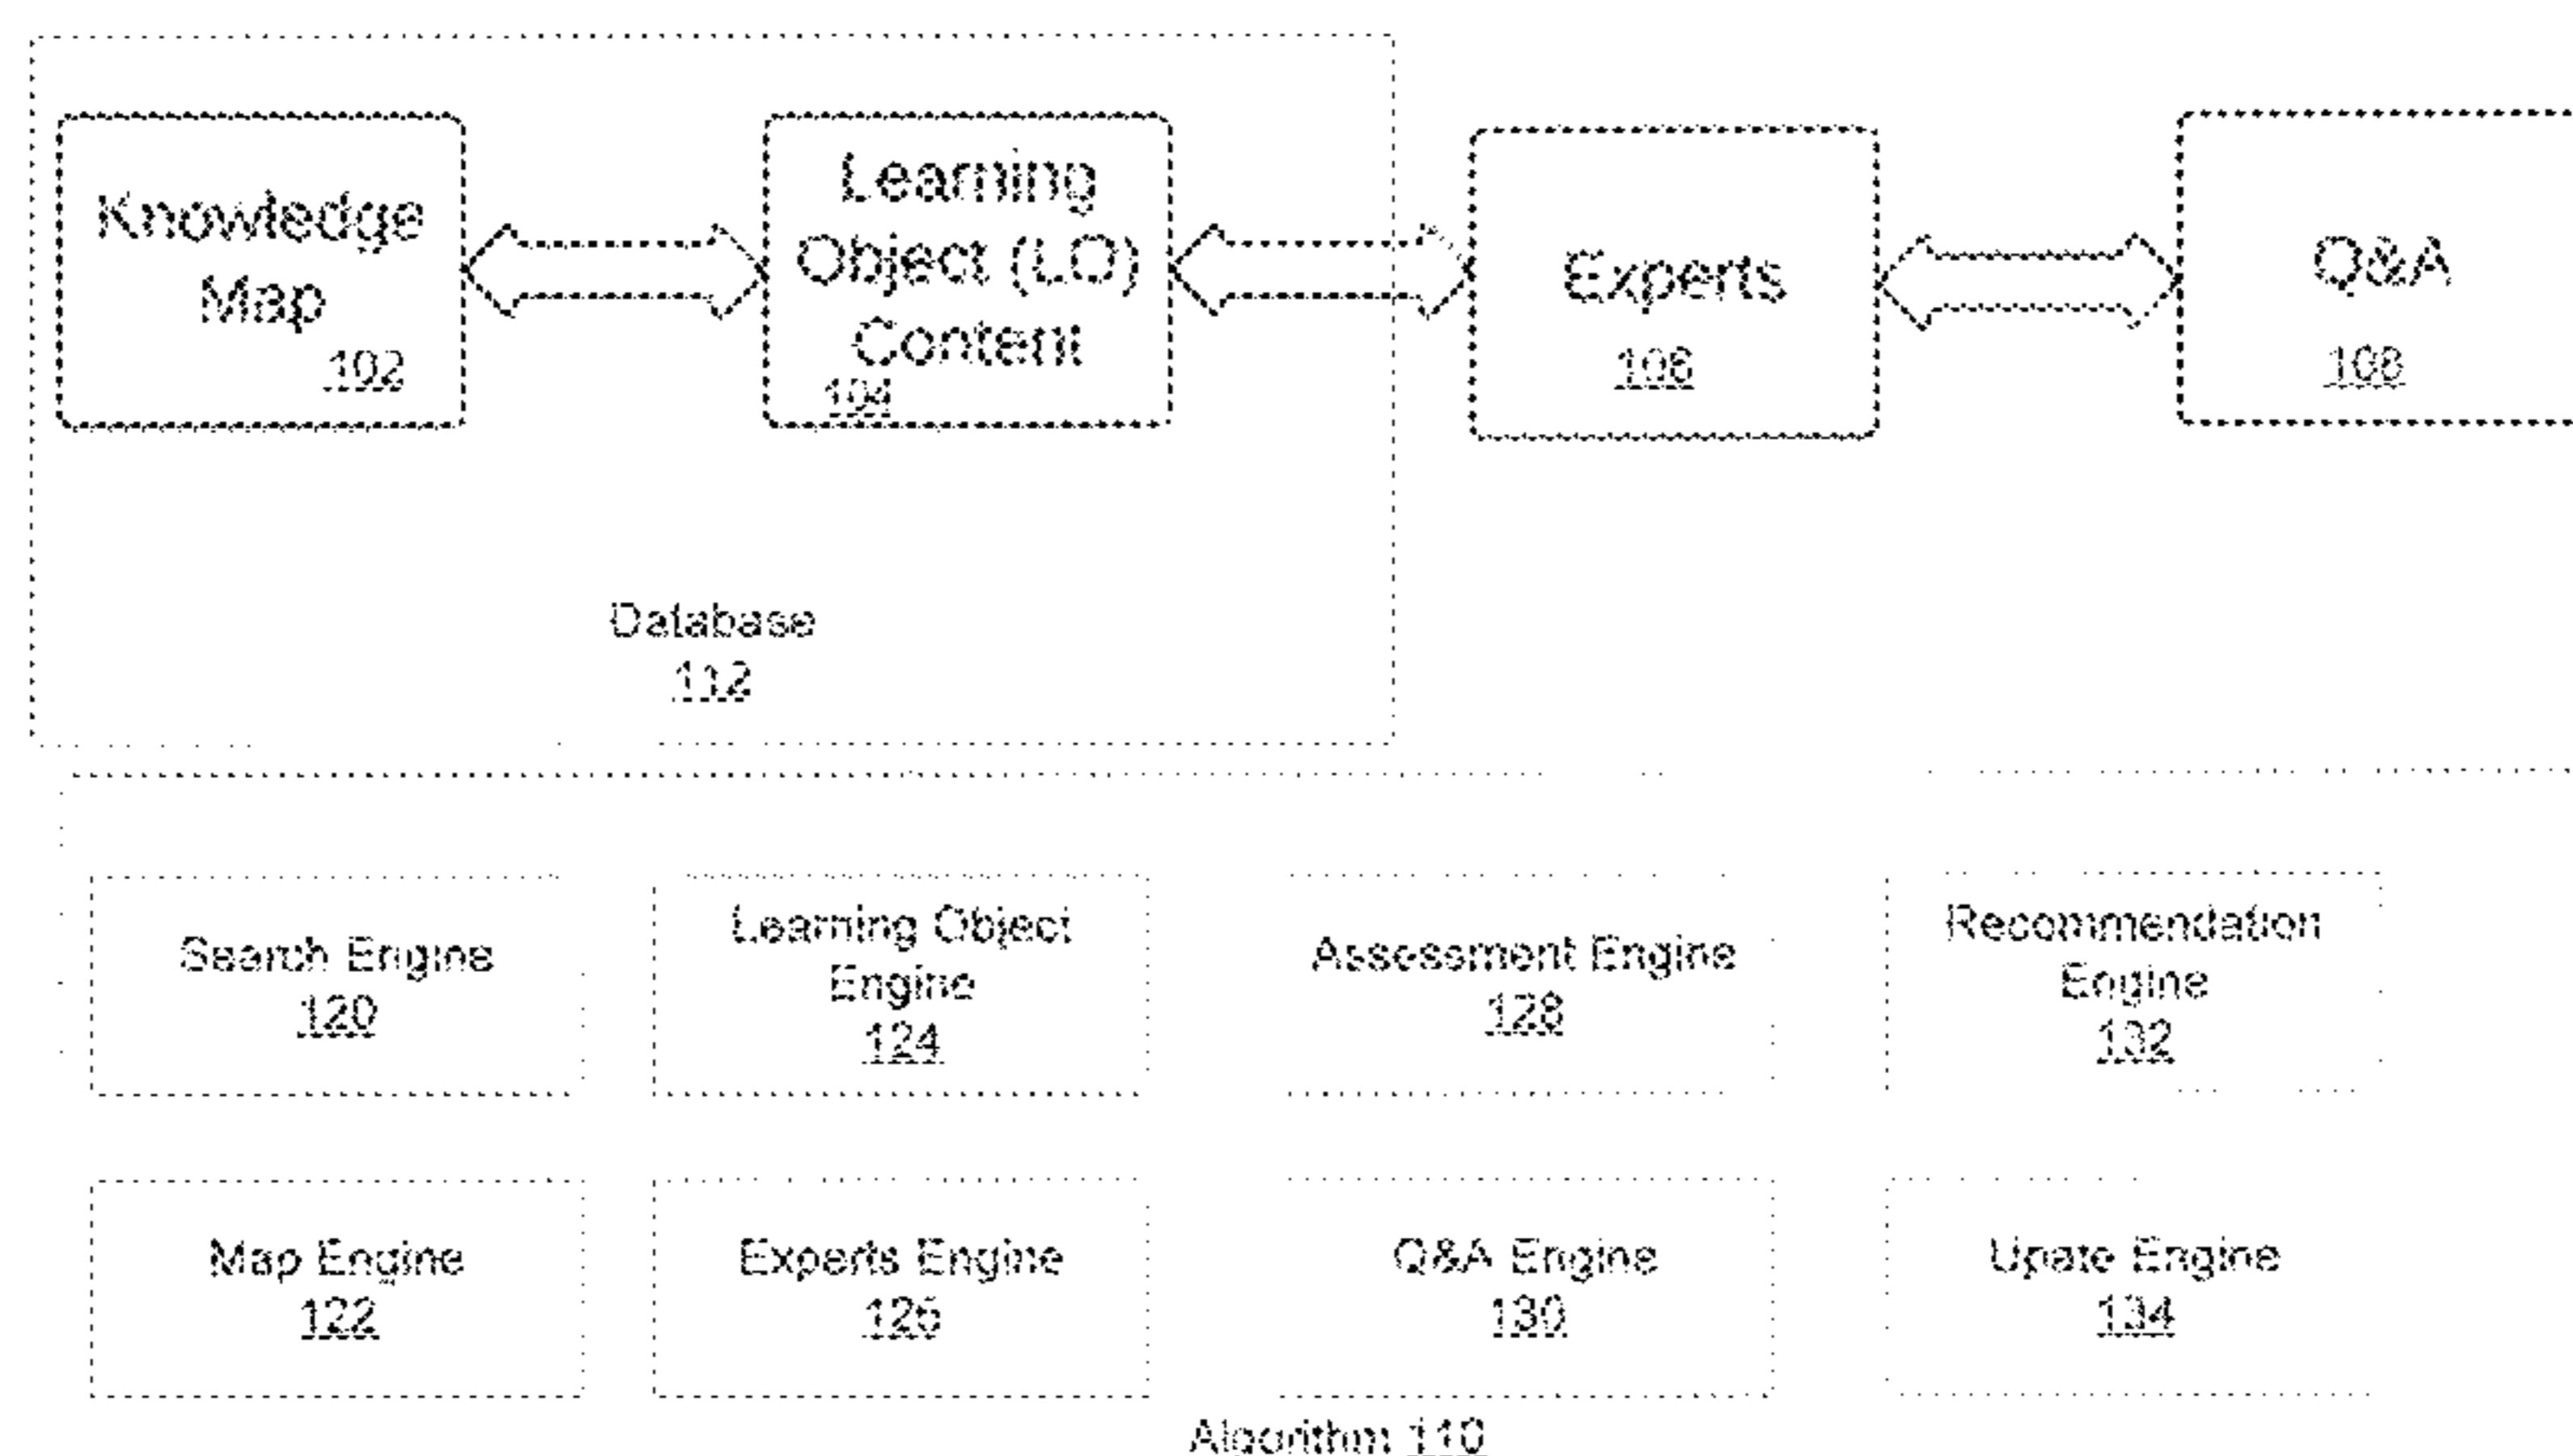 Knowledge
Map
102
Learning
Object (LO)
Content
104
Experts
106
Q&A
108
Database
112
Search Engine
120
Learning Object
Engine
124
Assessment Engine
128
Recommendation
Engine
132
Map Engine
122
Experts Engine
126
Q&A Engine
130
Upate Engine
134
Algorithm 110